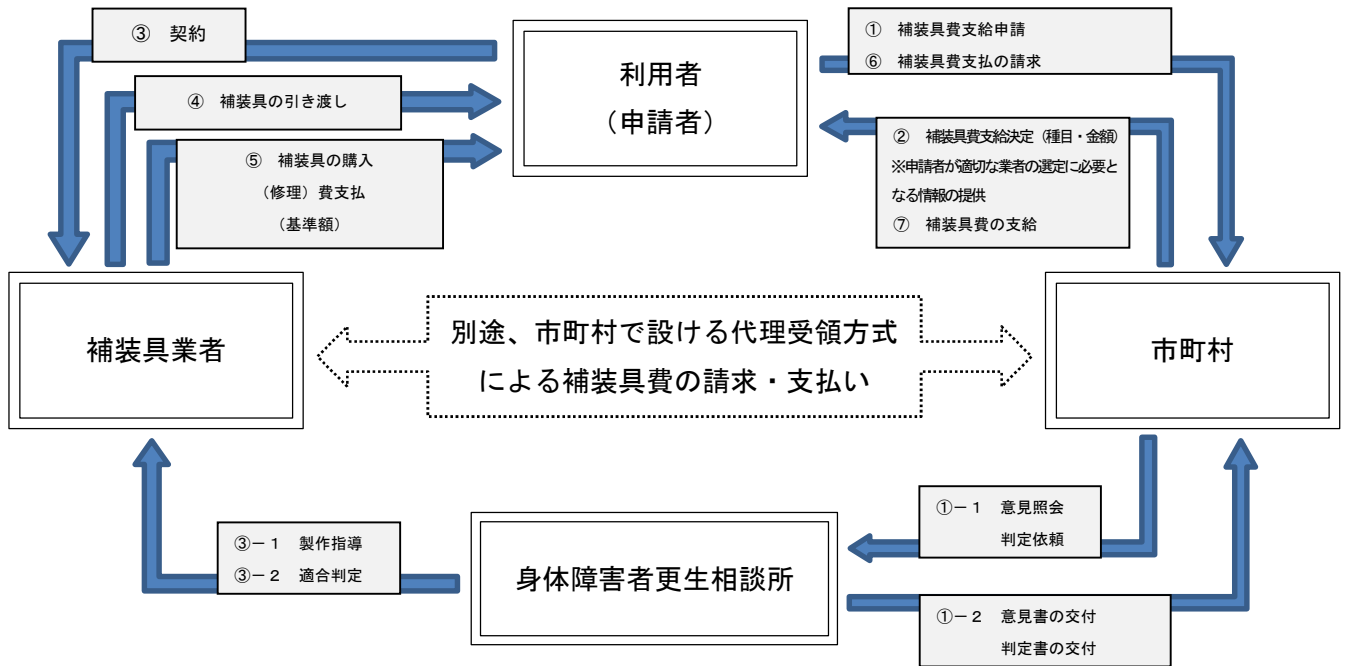 ③　契約
④　補装具の引き渡し
⑤　補装具の購入
（修理）費支払
（基準額）
利用者
（申請者）
①　補装具費支給申請
⑥　補装具費支払の請求
②　補装具費支給決定（種目・金額）
※申請者が適切な業者の選定に必要と
なる情報の提供
⑦　補装具費の支給
補装具業者
別途、市町村で設ける代理受領方式
による補装具費の請求・支払い
市町村
③－１　製作指導
③－２　適合判定
身体障害者更生相談所
①－１　意見照会
判定依頼
①－２　意見書の交付
判定書の交付